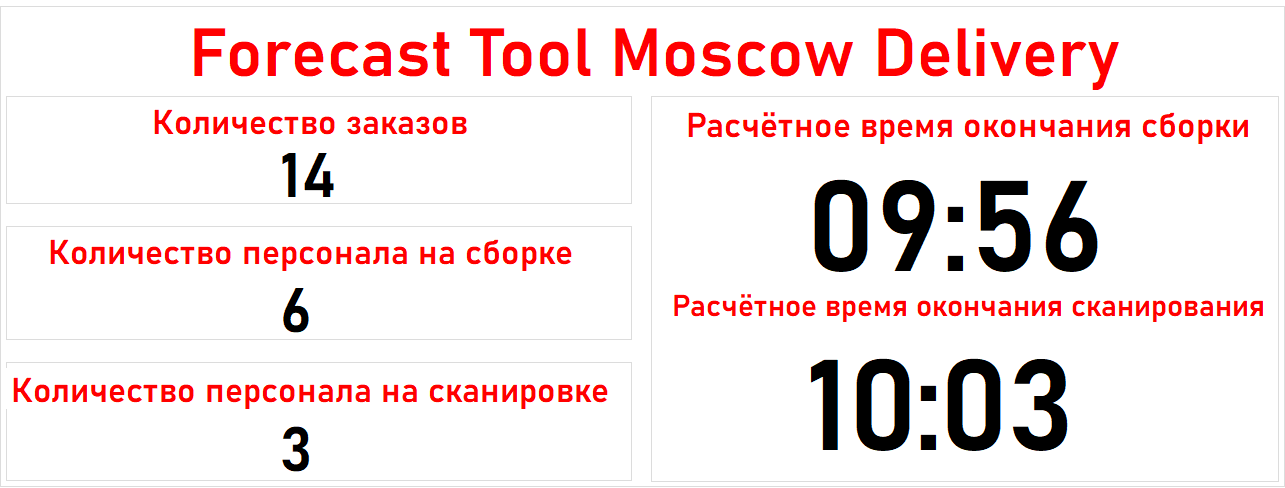 Forecast Tool Moscow Delivery
Количество заказов
14
Количество персонала на сборке
6
Количество персонала на сканировке
3
Расчётное время окончания сборки
09:56
Расчётное время окончания сканирования
10:03